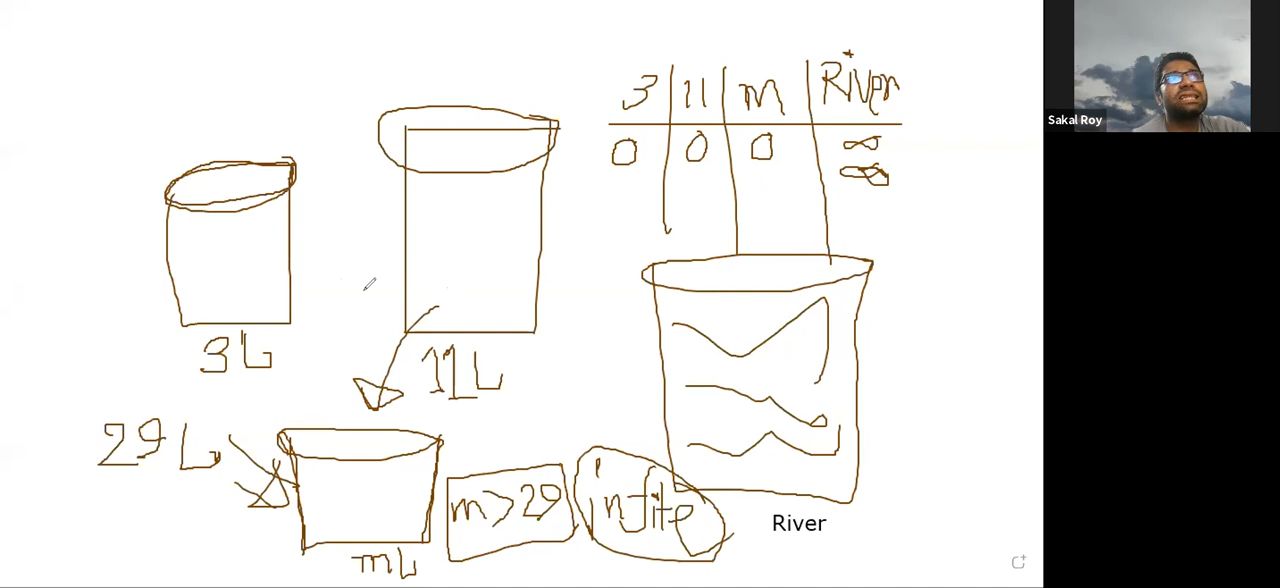 3 11 m River
0 0 0 ∞
∞
Sakal Roy
3L
11L
29L
m>29
infite
mL
River